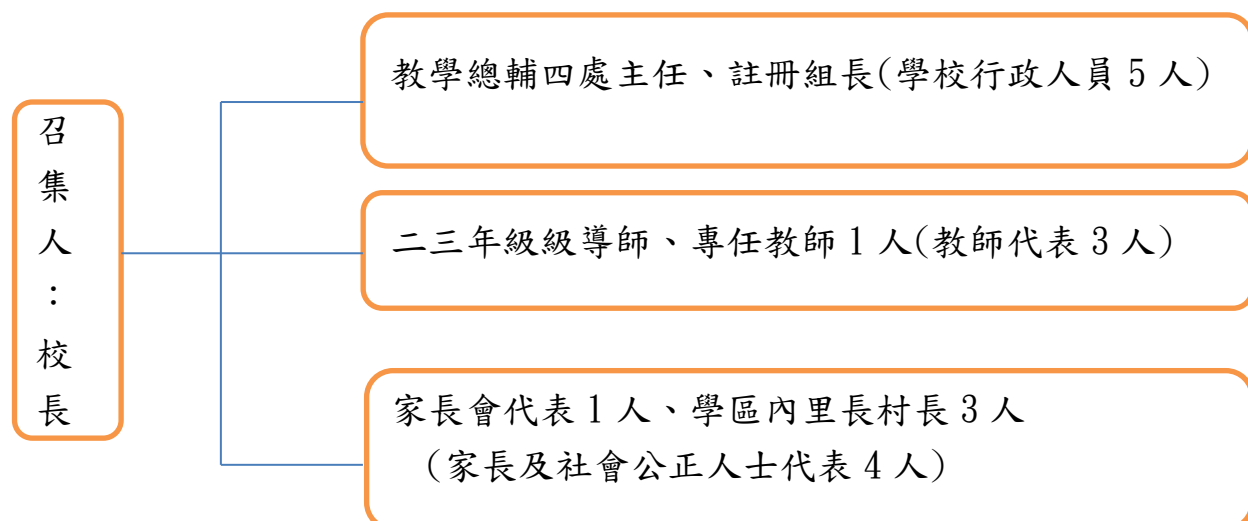 召集人：校長
教學總輔四處主任、註冊組長(學校行政人員 5 人)
二三年級級導師、專任教師 1 人(教師代表 3 人)
家長會代表 1 人、學區內里長村長 3 人
(家長及社會公正人士代表 4 人)